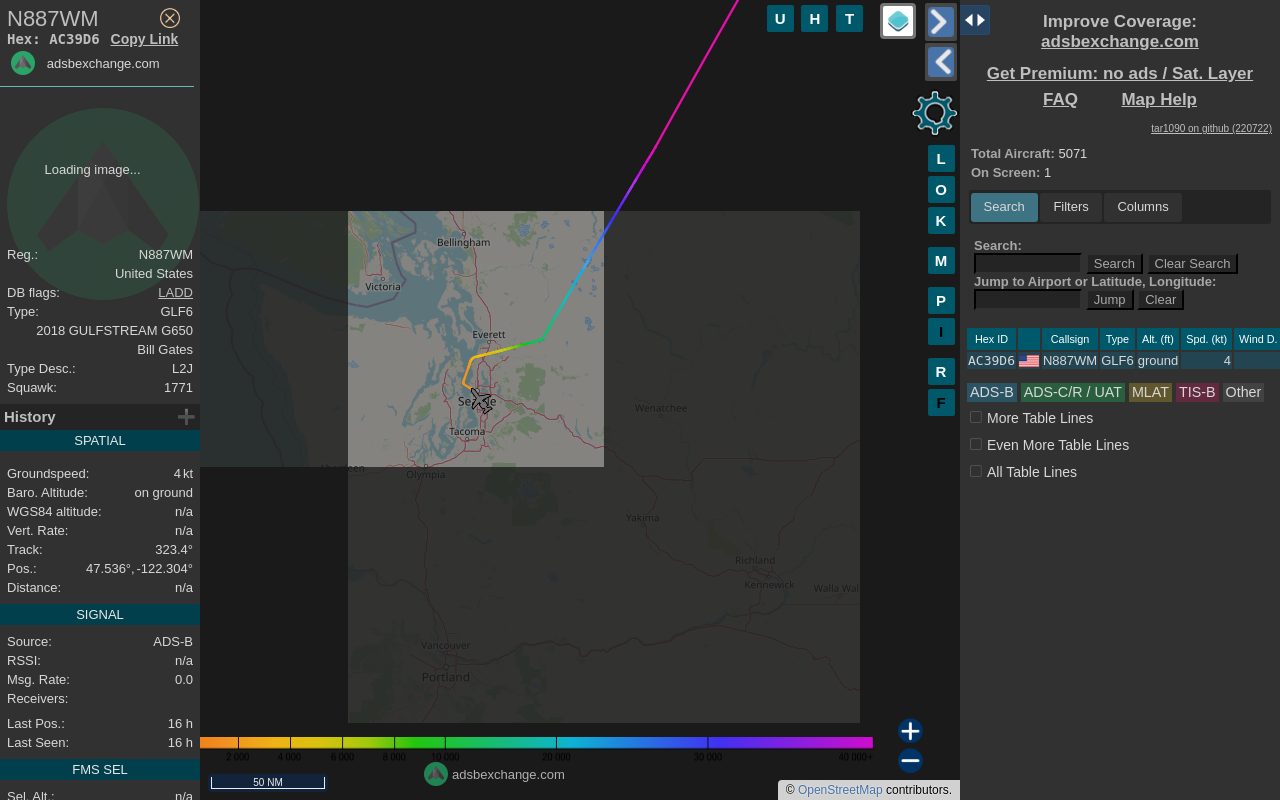 N887WM
Hex: AC39D6 Copy Link
adsbexchange.com
Loading image...
Reg.: N887WM
United States
DB flags: LADD
Type: GLF6
2018 GULFSTREAM G650
Bill Gates
Type Desc.: L2J
Squawk: 1771
History
SPATIAL
Groundspeed: 4 kt
Baro. Altitude: on ground
WGS84 altitude: n/a
Vert. Rate: n/a
Track: 323.4°
Pos.: 47.536°, -122.304°
Distance: n/a
SIGNAL
Source: ADS-B
RSSI: n/a
Msg. Rate: 0.0
Receivers:
Last Pos.: 16 h
Last Seen: 16 h
FMS SEL
Sel. Alt.: n/a
U H T
L
O
K
M
P
I
R
F
Bellingham
Victoria
Everett
Seattle
Tacoma
Aberdeen
Olympia
Wenatchee
Yakima
Richland
Kennewick
Walla Wal
Vancouver
Portland
2 000 4 000 6 000 8 000 10 000 20 000 30 000 40 000+
50 NM
adsbexchange.com
© OpenStreetMap contributors.
Improve Coverage:
adsbexchange.com
Get Premium: no ads / Sat. Layer
FAQ Map Help
tar1090 on github (220722)
Total Aircraft: 5071
On Screen: 1
Search Filters Columns
Search:
Search Clear Search
Jump to Airport or Latitude, Longitude:
Jump Clear
Hex ID Callsign Type Alt. (ft) Spd. (kt) Wind D.
AC39D6 N887WM GLF6 ground 4
ADS-B ADS-C/R / UAT MLAT TIS-B Other
More Table Lines
Even More Table Lines
All Table Lines